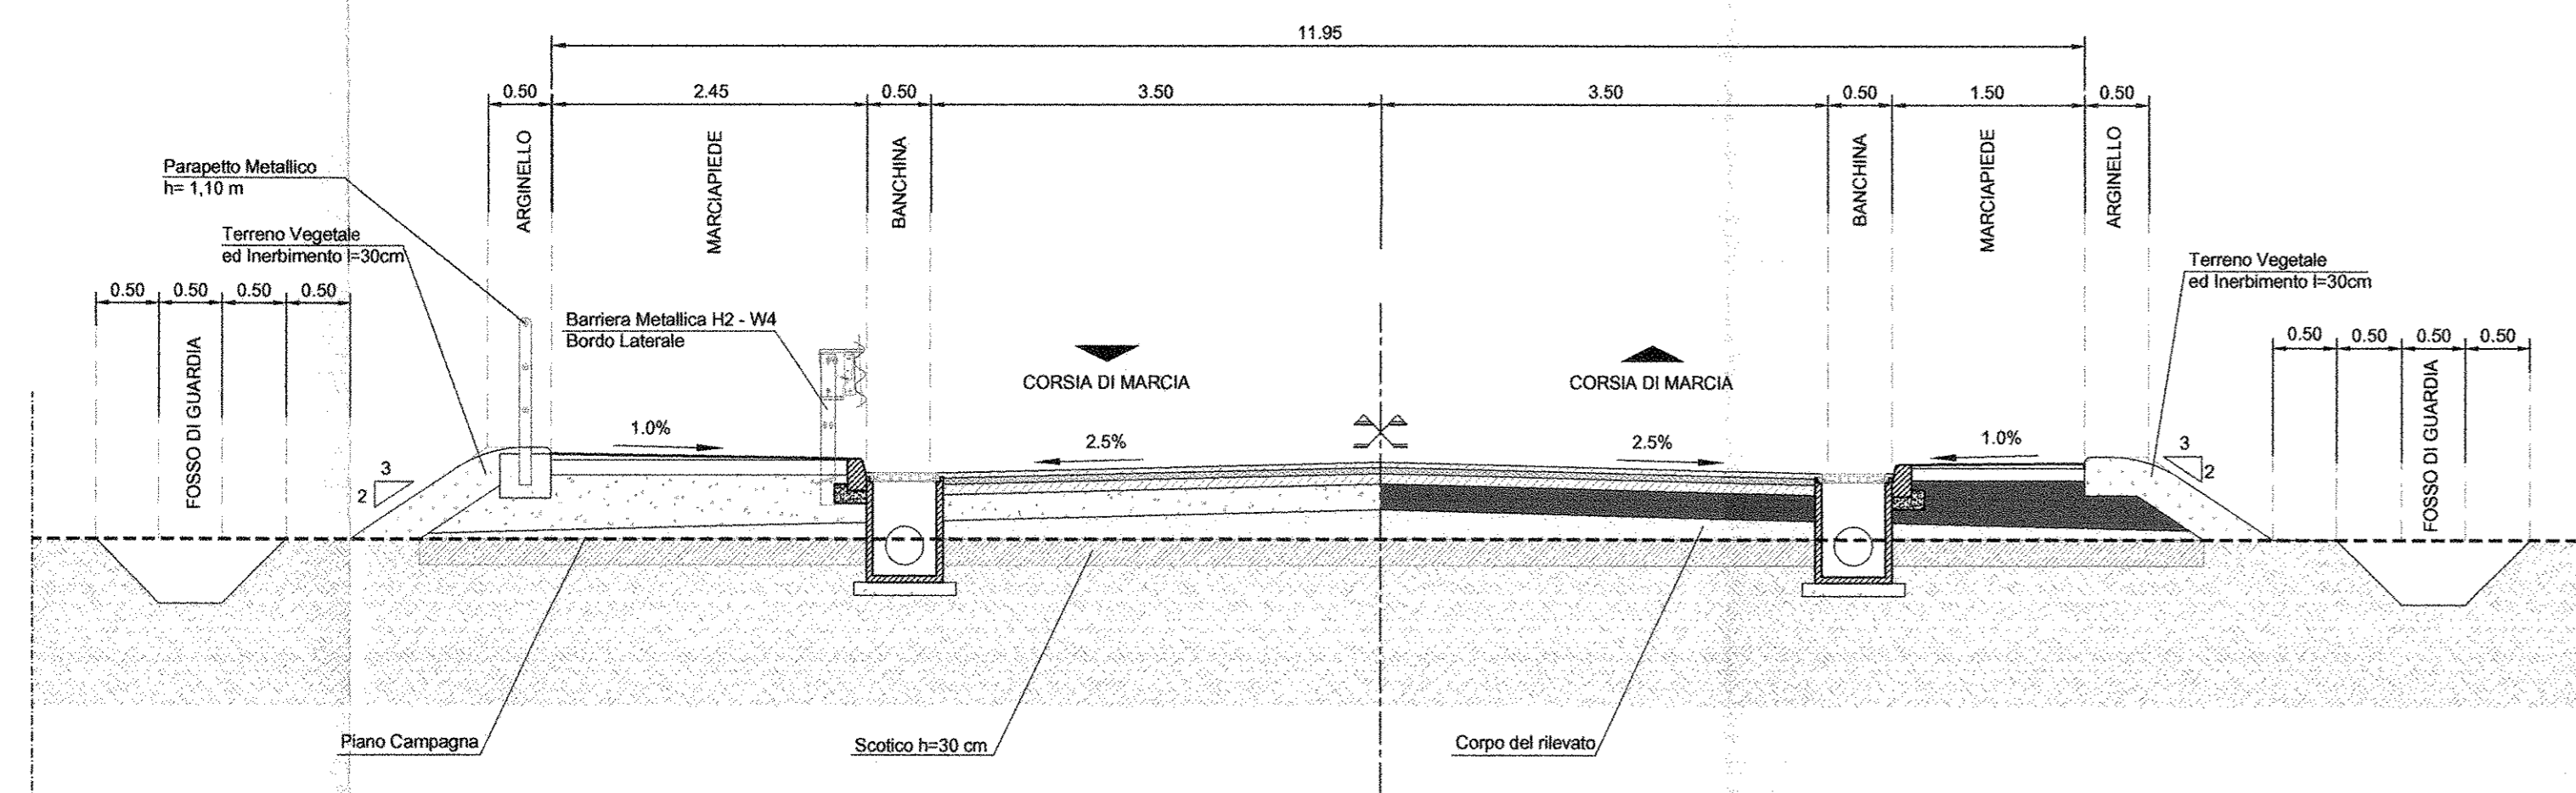 11.95
0.50 2.45 0.50 3.50 3.50 0.50 1.50 0.50
ARGINELLO
MARCIAPIEDE
BANCHINA
BANCHINA
MARCIAPIEDE
ARGINELLO
Parapetto Metallico
h= 1,10 m
Terreno Vegetale
ed Inerbimento l=30cm
Terreno Vegetale
ed Inerbimento l=30cm
0.50 0.50 0.50 0.50
FOSSO DI GUARDIA
Barriera Metallica H2 - W4
Bordo Laterale
0.50 0.50 0.50 0.50
FOSSO DI GUARDIA
CORSIA DI MARCIA
CORSIA DI MARCIA
1.0%
2.5%
2.5%
1.0%
3
2
3
2
Piano Campagna
Scotico h=30 cm
Corpo del rilevato